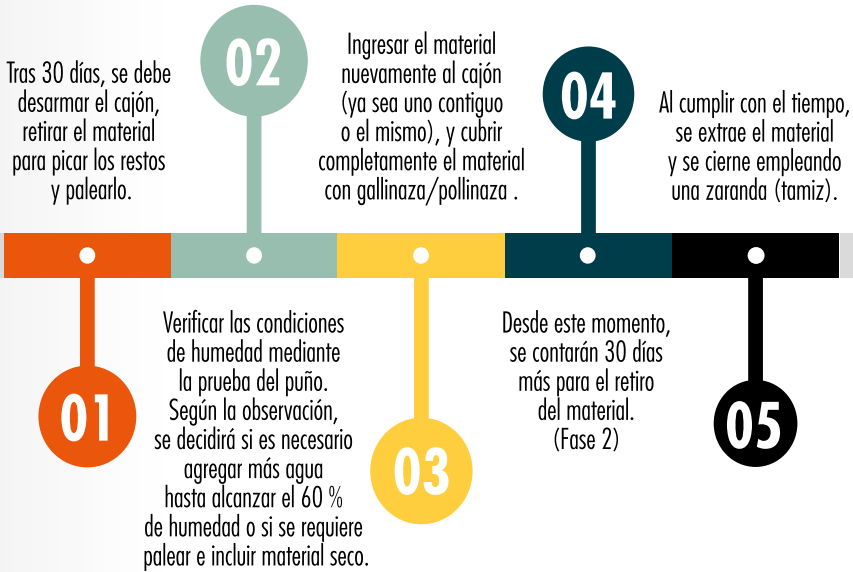 01
Tras 30 días, se debe
desarmar el cajón,
retirar el material
para picar los restos
y palearlo.
02
Verificar las condiciones
de humedad mediante
la prueba del puño.
Según la observación,
se decidirá si es necesario
agregar más agua
hasta alcanzar el 60 %
de humedad o si se requiere
palear e incluir material seco.
03
Ingresar el material
nuevamente al cajón
(ya sea uno contiguo
o el mismo), y cubrir
completamente el material
con gallinaza/pollinaza .
04
Desde este momento,
se contarán 30 días
más para el retiro
del material.
(Fase 2)
05
Al cumplir con el tiempo,
se extrae el material
y se cierne empleando
una zaranda (tamiz).